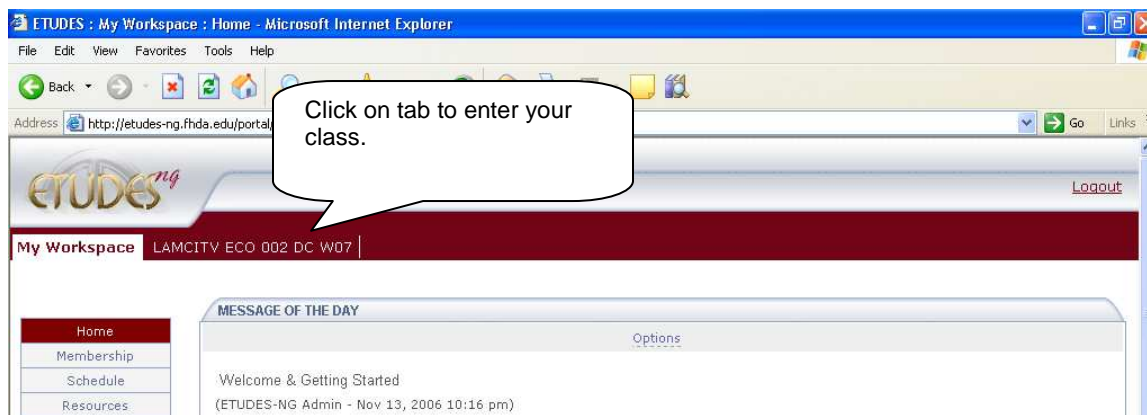 ETUDES : My Workspace : Home - Microsoft Internet Explorer
File Edit View Favorites Tools Help
Back
Click on tab to enter your
class.
Address http://etudes-ng.fhda.edu/portal/ Go Links
ETUDES ng
Logout
My Workspace LAMCITV ECO 002 DC W07
MESSAGE OF THE DAY
Home
Options
Membership
Schedule
Welcome & Getting Started
Resources
(ETUDES-NG Admin - Nov 13, 2006 10:16 pm)